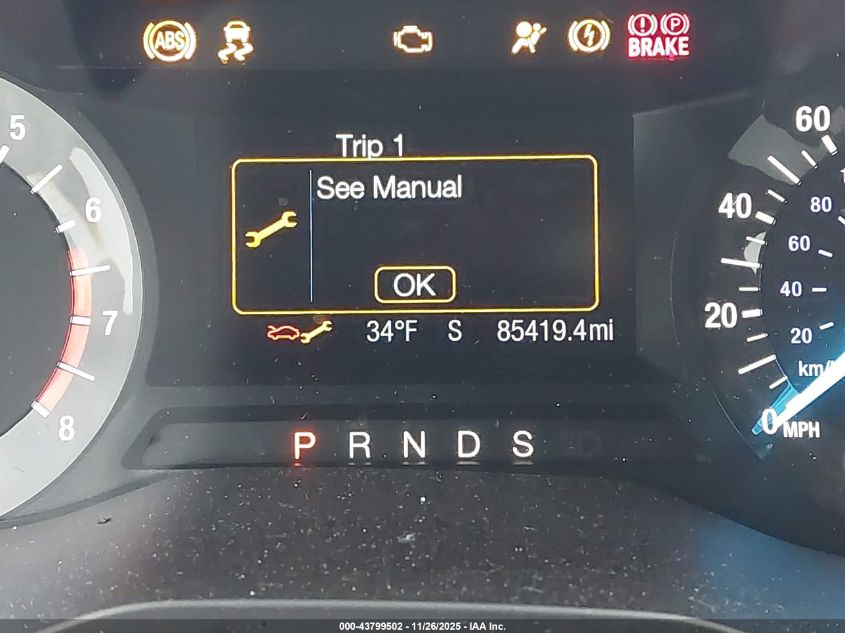 ABS
BRAKE
Trip 1
See Manual
OK
34°F S 85419.4mi
P R N D S
5
6
7
8
60
40
20
0 MPH
80
60
40
20
km/
000-43799502 - 11/26/2025 - IAA Inc.